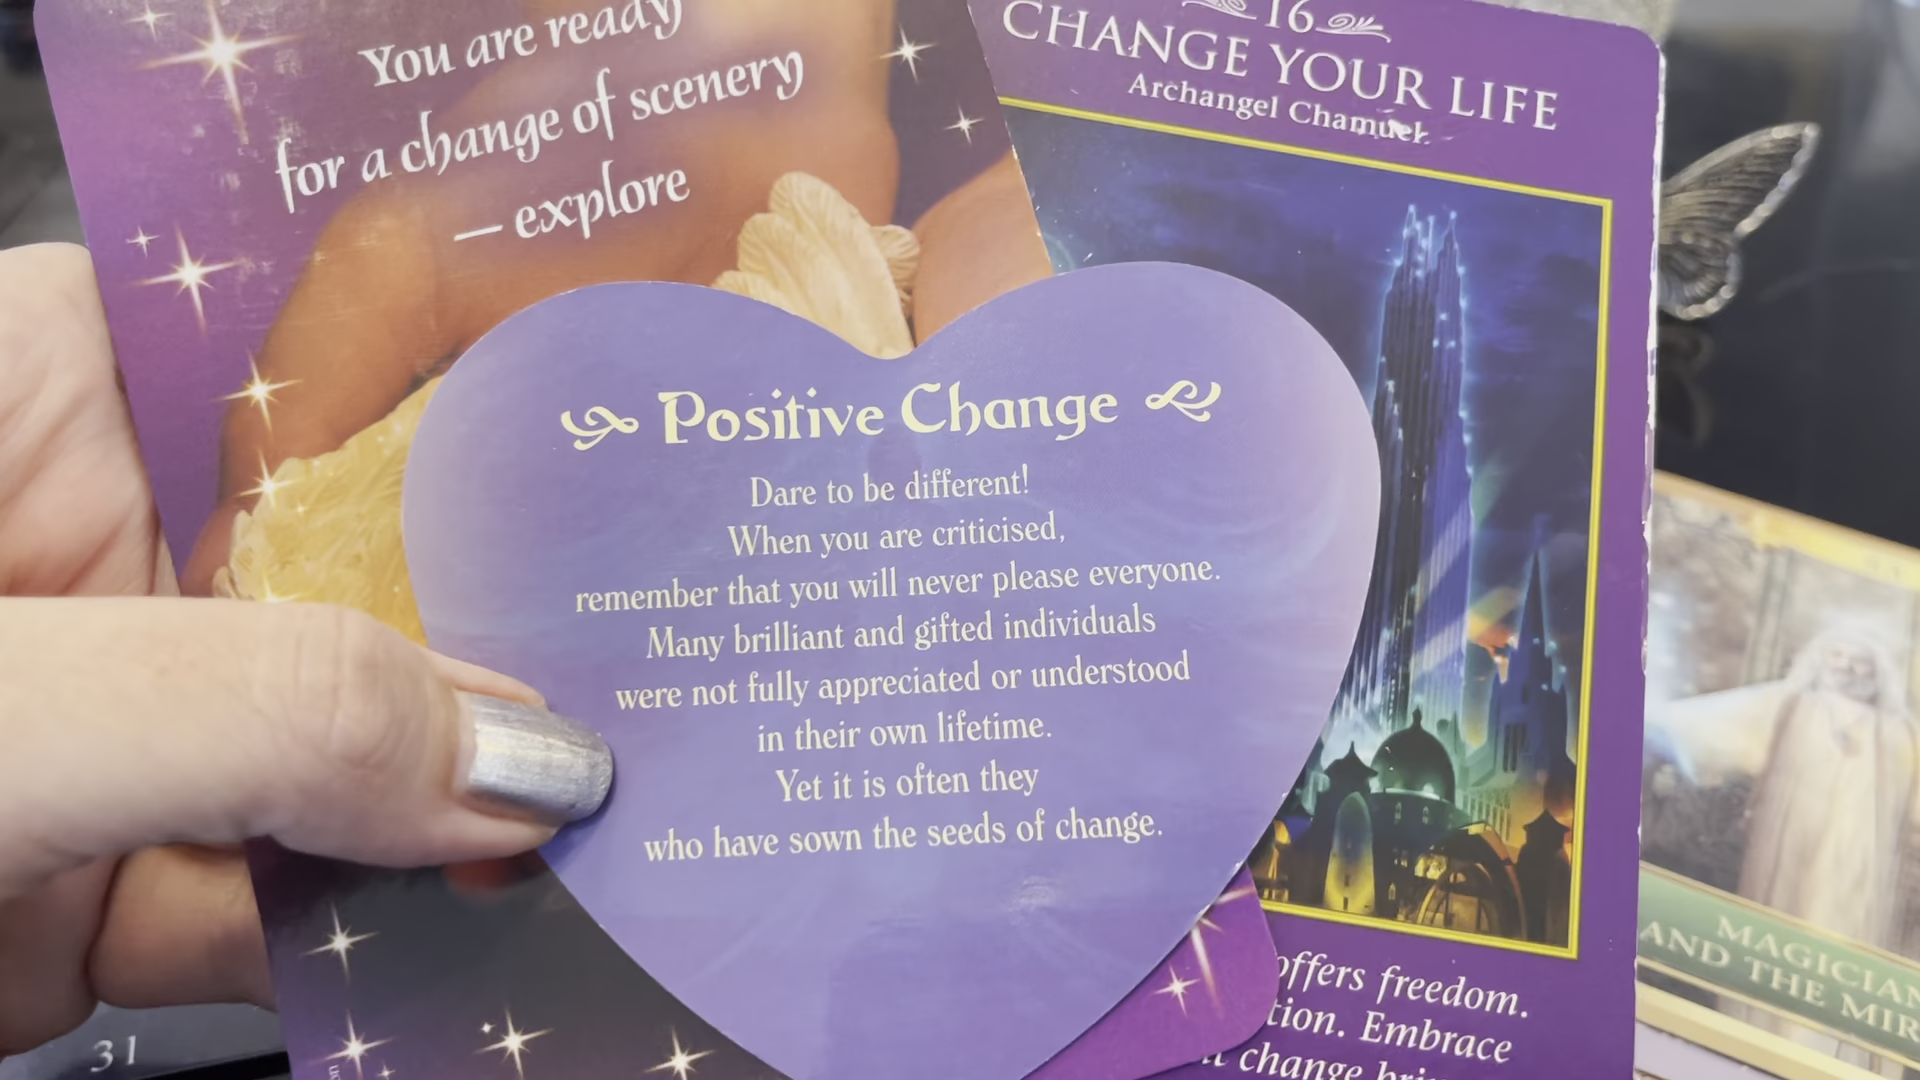 You are ready
for a change of scenery
— explore
16
CHANGE YOUR LIFE
Archangel Chamuel
Positive Change
Dare to be different!
When you are criticised,
remember that you will never please everyone.
Many brilliant and gifted individuals
were not fully appreciated or understood
in their own lifetime.
Yet it is often they
who have sown the seeds of change.
offers freedom.
Embrace
change
MAGICIAN
AND THE
31